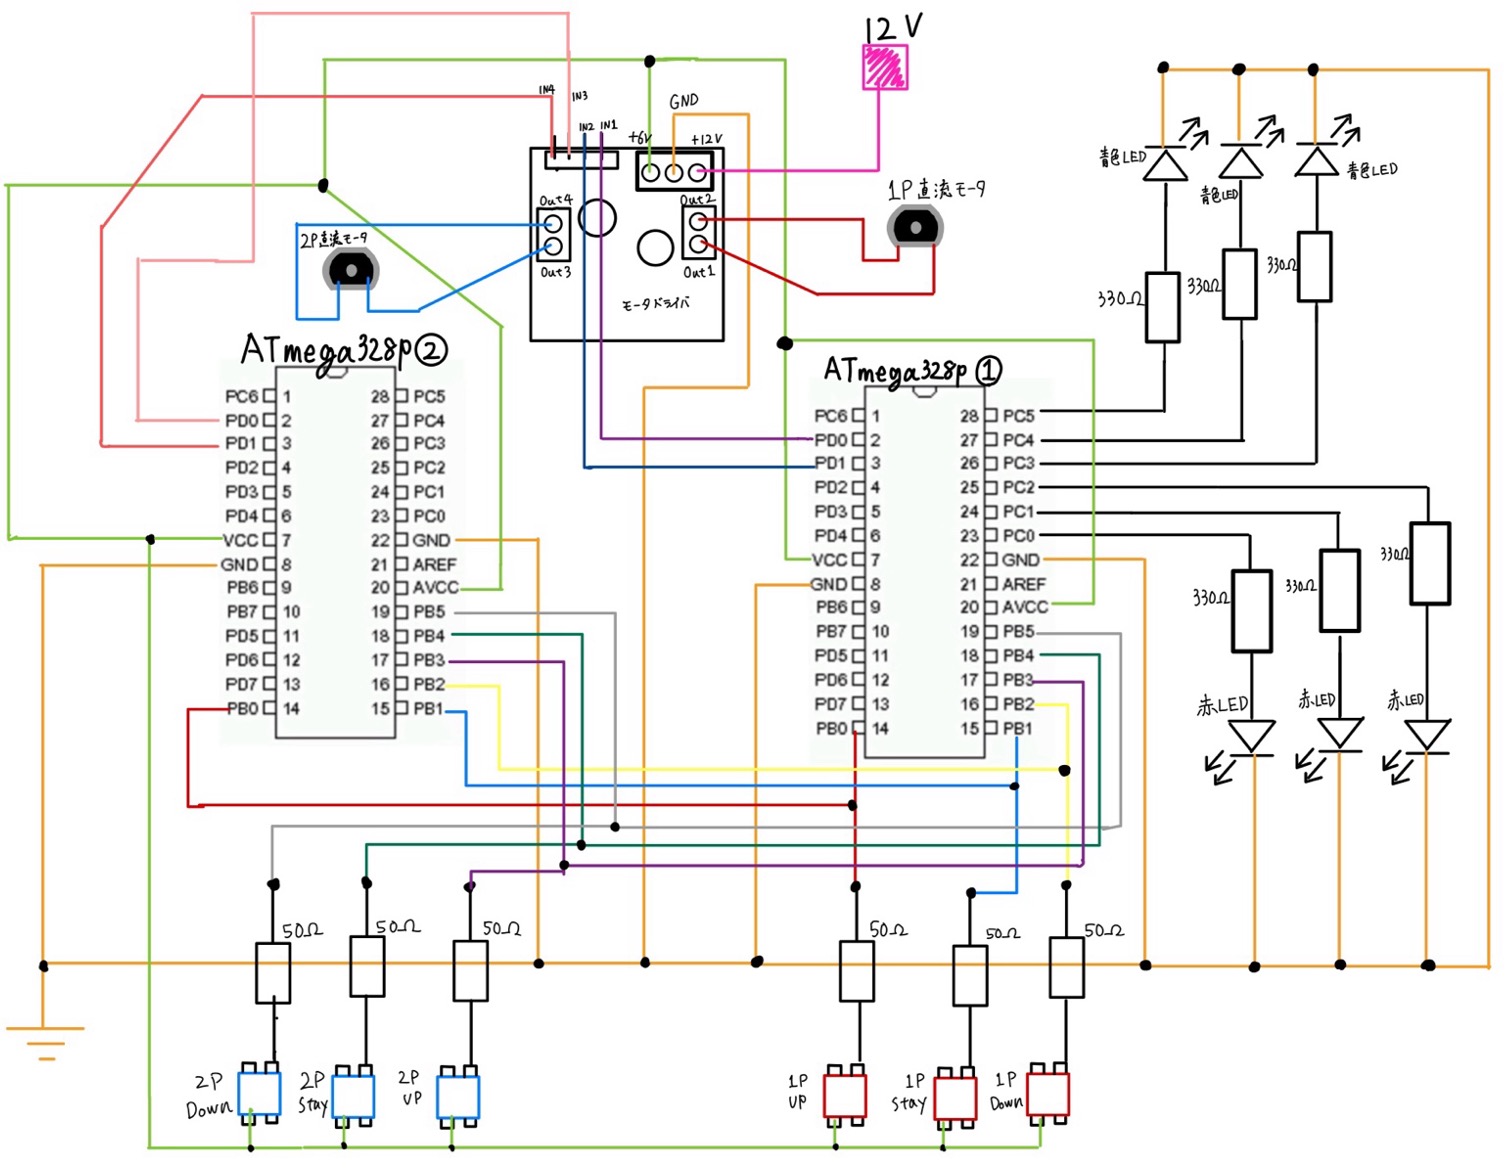 12V
IN4
IN3
IN2
IN1
GND
+6V
+12V
Out4
Out3
Out2
Out1
モータドライバ
2P直流モータ
1P直流モータ
青色LED
青色LED
青色LED
330Ω
330Ω
330Ω
ATmega328p②
PC6 1 28 PC5
PD0 2 27 PC4
PD1 3 26 PC3
PD2 4 25 PC2
PD3 5 24 PC1
PD4 6 23 PC0
VCC 7 22 GND
GND 8 21 AREF
PB6 9 20 AVCC
PB7 10 19 PB5
PD5 11 18 PB4
PD6 12 17 PB3
PD7 13 16 PB2
PB0 14 15 PB1
ATmega328p①
PC6 1 28 PC5
PD0 2 27 PC4
PD1 3 26 PC3
PD2 4 25 PC2
PD3 5 24 PC1
PD4 6 23 PC0
VCC 7 22 GND
GND 8 21 AREF
PB6 9 20 AVCC
PB7 10 19 PB5
PD5 11 18 PB4
PD6 12 17 PB3
PD7 13 16 PB2
PB0 14 15 PB1
330Ω
330Ω
330Ω
赤LED
赤LED
赤LED
50Ω
50Ω
50Ω
50Ω
50Ω
50Ω
2P
Down
2P
Stay
2P
UP
1P
UP
1P
Stay
1P
Down